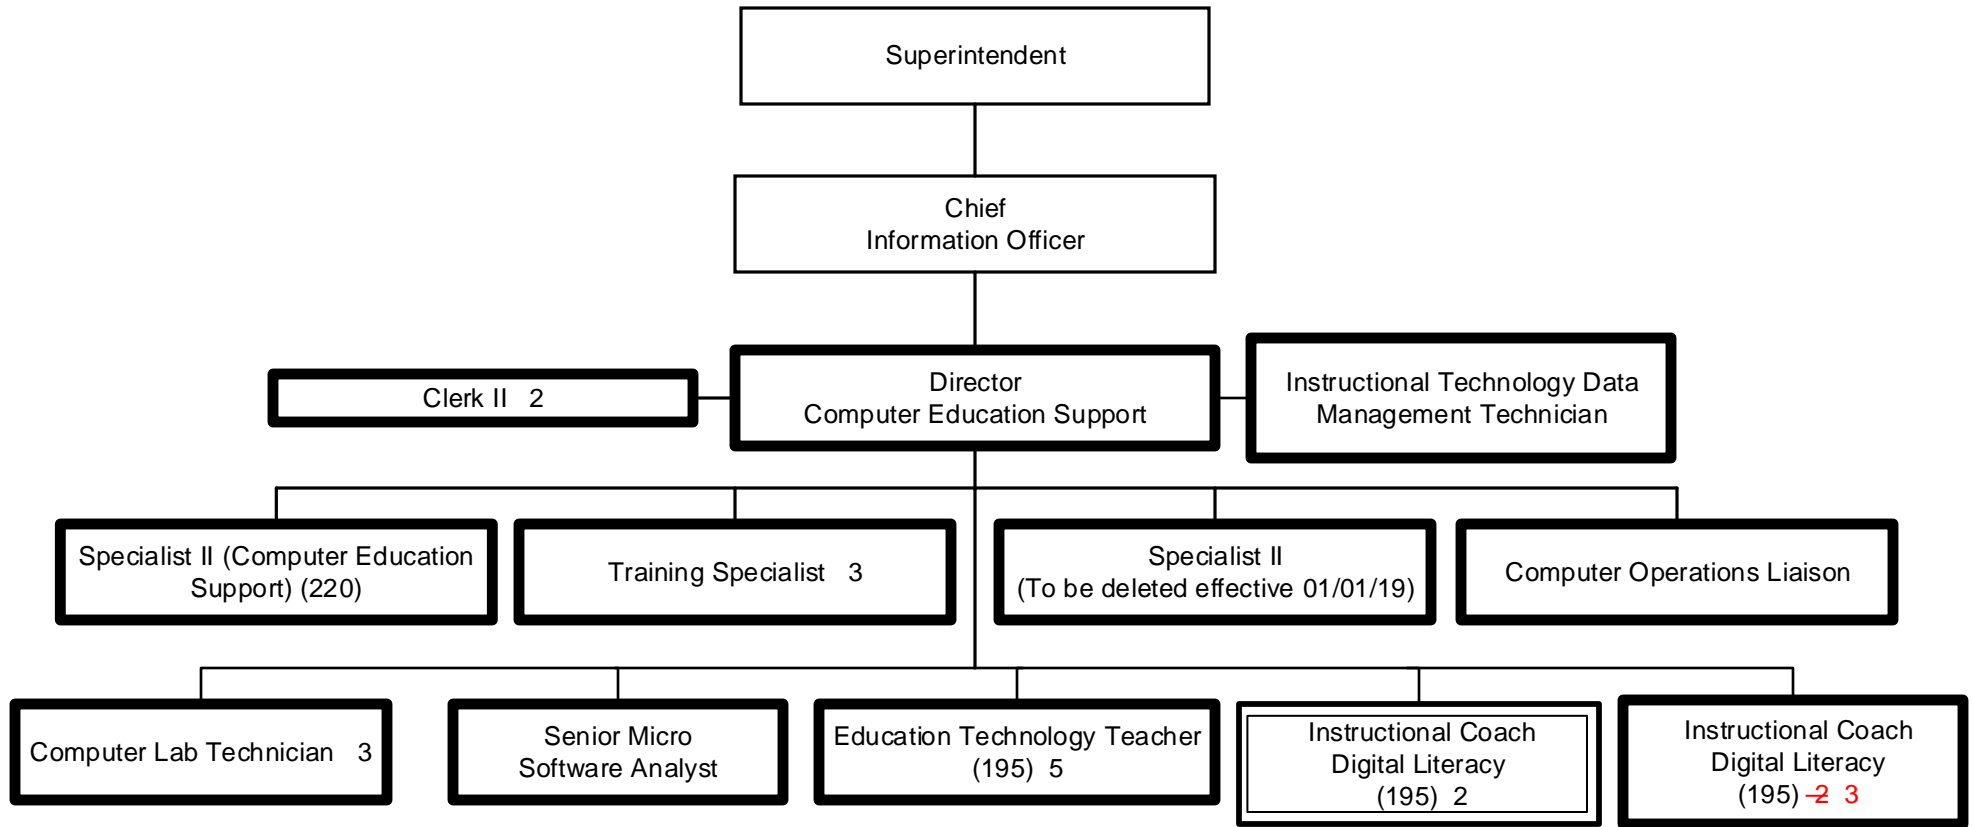 Superintendent
Chief
Information Officer
Clerk II 2
Director
Computer Education Support
Instructional Technology Data
Management Technician
Specialist II (Computer Education
Support) (220)
Training Specialist 3
Specialist II
(To be deleted effective 01/01/19)
Computer Operations Liaison
Computer Lab Technician 3
Senior Micro
Software Analyst
Education Technology Teacher
(195) 5
Instructional Coach
Digital Literacy
(195) 2
Instructional Coach
Digital Literacy
(195) 2 3